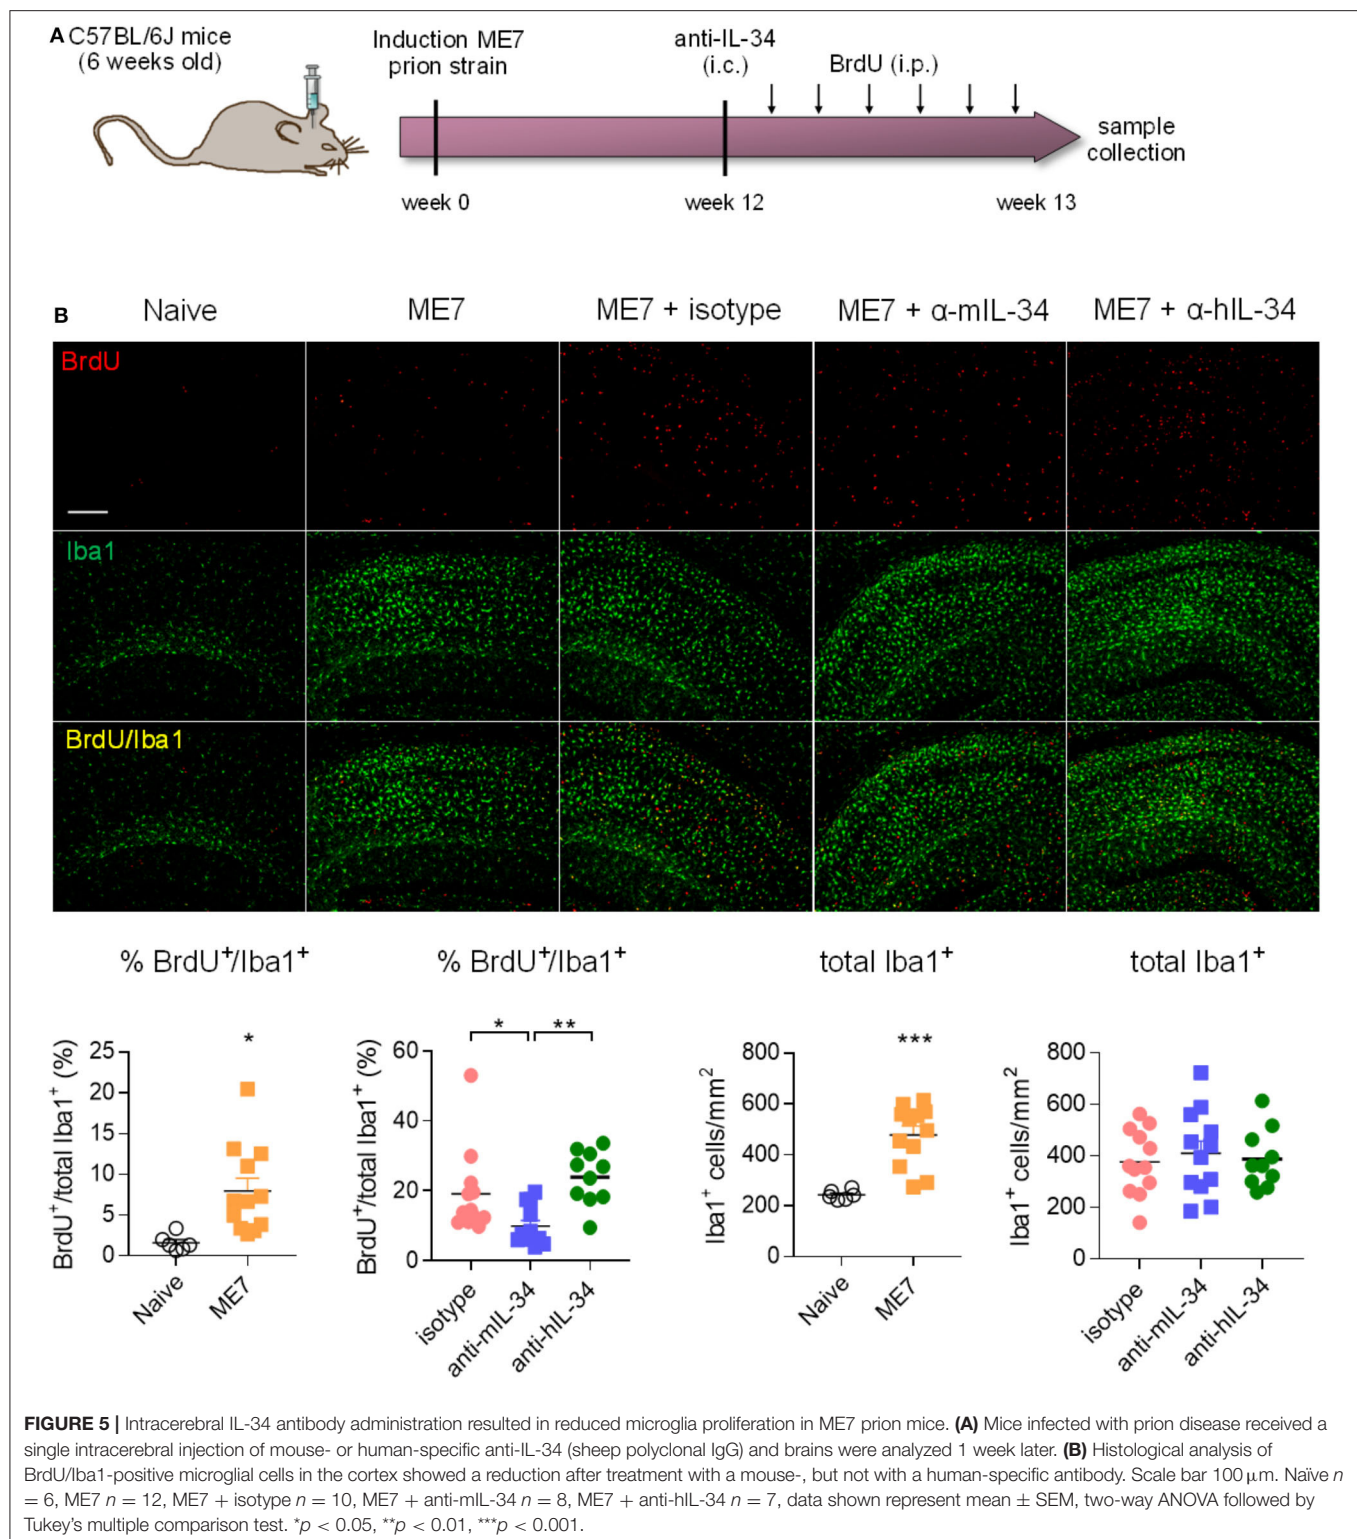 A C57BL/6J mice
(6 weeks old)
Induction ME7
prion strain
anti-IL-34
(i.c.)
BrdU (i.p.)
sample
collection
week 0
week 12
week 13
B
Naive
ME7
ME7 + isotype
ME7 + α-mIL-34
ME7 + α-hIL-34
BrdU
Iba1
BrdU/Iba1
% BrdU⁺/Iba1⁺
BrdU⁺/total Iba1⁺ (%)
25
20
15
10
5
0
*
Naive
ME7
% BrdU⁺/Iba1⁺
BrdU⁺/total Iba1⁺ (%)
60
40
20
0
*
**
isotype
anti-mIL-34
anti-hIL-34
total Iba1⁺
Iba1⁺ cells/mm²
800
600
400
200
0
***
Naive
ME7
total Iba1⁺
Iba1⁺ cells/mm²
800
600
400
200
0
isotype
anti-mIL-34
anti-hIL-34
FIGURE 5 | Intracerebral IL-34 antibody administration resulted in reduced microglia proliferation in ME7 prion mice. (A) Mice infected with prion disease received a
single intracerebral injection of mouse- or human-specific anti-IL-34 (sheep polyclonal IgG) and brains were analyzed 1 week later. (B) Histological analysis of
BrdU/Iba1-positive microglial cells in the cortex showed a reduction after treatment with a mouse-, but not with a human-specific antibody. Scale bar 100 μm. Naïve n
= 6, ME7 n = 12, ME7 + isotype n = 10, ME7 + anti-mIL-34 n = 8, ME7 + anti-hIL-34 n = 7, data shown represent mean ± SEM, two-way ANOVA followed by
Tukey's multiple comparison test. *p < 0.05, **p < 0.01, ***p < 0.001.